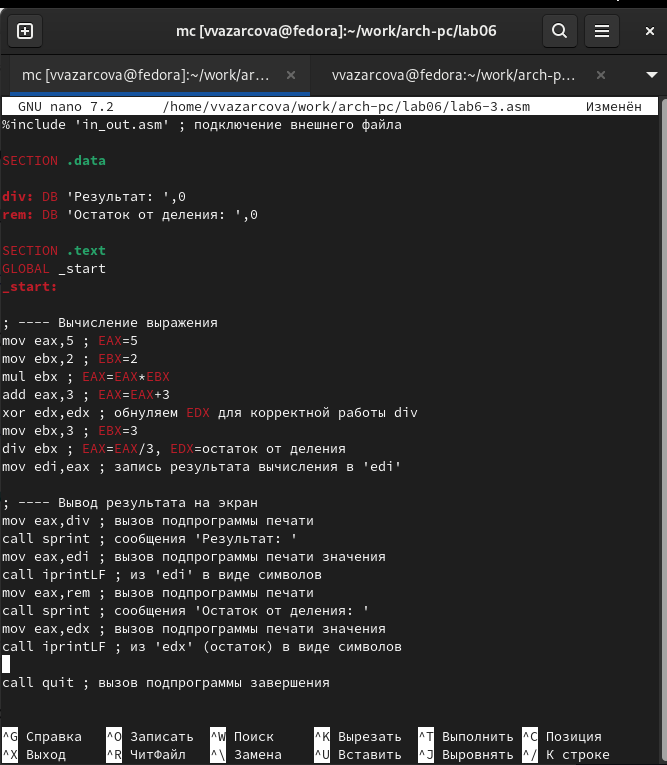 mc [vvazarcova@fedora]:~/work/arch-pc/lab06
mc [vvazarcova@fedora]:~/work/ar... × vvazarcova@fedora:~/work/arch-p... ×
GNU nano 7.2 /home/vvazarcova/work/arch-pc/lab06/lab6-3.asm Изменён
%include 'in_out.asm' ; подключение внешнего файла
SECTION .data
div: DB 'Результат: ',0
rem: DB 'Остаток от деления: ',0
SECTION .text
GLOBAL _start
_start:
; ---- Вычисление выражения
mov eax,5 ; EAX=5
mov ebx,2 ; EBX=2
mul ebx ; EAX=EAX*EBX
add eax,3 ; EAX=EAX+3
xor edx,edx ; обнуляем EDX для корректной работы div
mov ebx,3 ; EBX=3
div ebx ; EAX=EAX/3, EDX=остаток от деления
mov edi,eax ; запись результата вычисления в 'edi'
; ---- Вывод результата на экран
mov eax,div ; вызов подпрограммы печати
call sprint ; сообщения 'Результат: '
mov eax,edi ; вызов подпрограммы печати значения
call iprintLF ; из 'edi' в виде символов
mov eax,rem ; вызов подпрограммы печати
call sprint ; сообщения 'Остаток от деления: '
mov eax,edx ; вызов подпрограммы печати значения
call iprintLF ; из 'edx' (остаток) в виде символов
call quit ; вызов подпрограммы завершения
^G Справка ^O Записать ^W Поиск ^K Вырезать ^T Выполнить ^C Позиция
^X Выход ^R ЧитФайл ^\ Замена ^U Вставить ^J Выровнять ^/ К строке